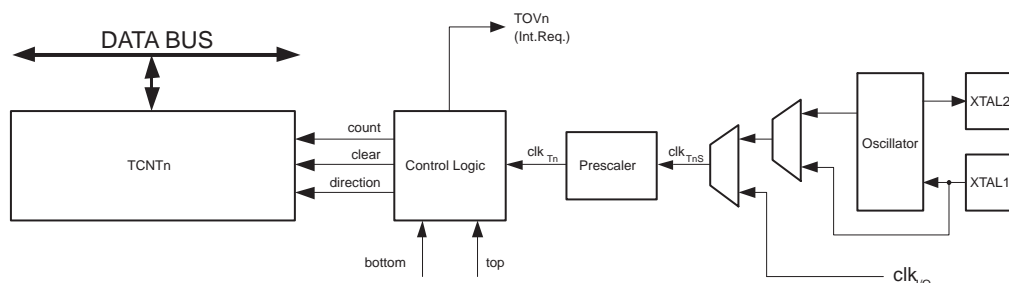 DATA BUS
TOVn
(Int.Req.)
TCNTn
count
clear
direction
Control Logic
clk Tn
Prescaler
clk TnS
Oscillator
XTAL2
XTAL1
bottom
top
clk